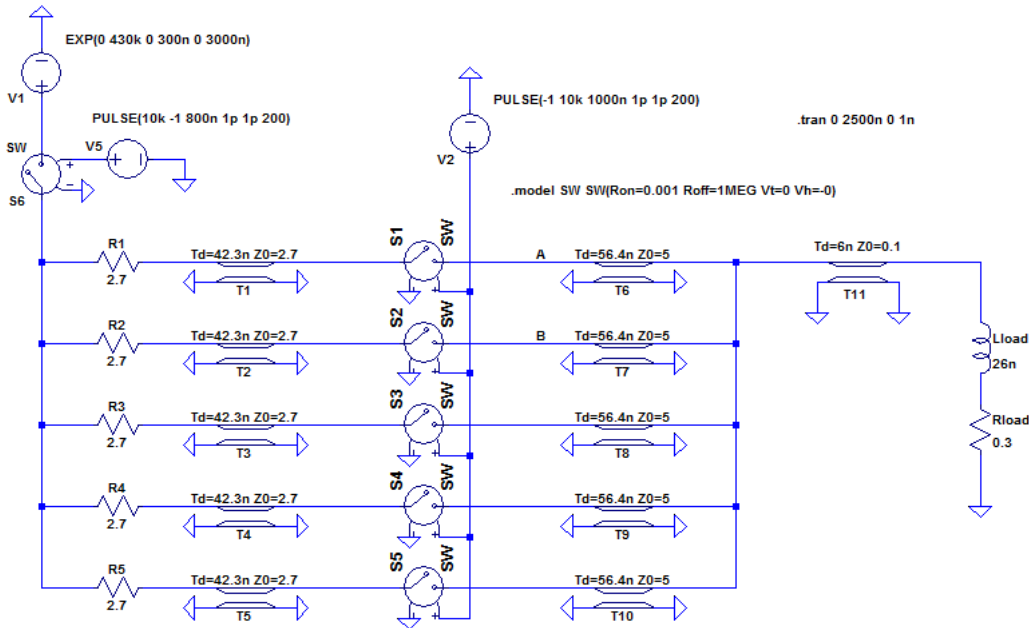 EXP(0 430k 0 300n 0 3000n)
V1
PULSE(10k -1 800n 1p 1p 200)
V5
SW
S6
PULSE(-1 10k 1000n 1p 1p 200)
V2
.tran 0 2500n 0 1n
.model SW SW(Ron=0.001 Roff=1MEG Vt=0 Vh=-0)
R1
2.7
Td=42.3n Z0=2.7
T1
S1
SW
A
Td=56.4n Z0=5
T6
Td=6n Z0=0.1
T11
R2
2.7
Td=42.3n Z0=2.7
T2
S2
SW
B
Td=56.4n Z0=5
T7
Lload
26n
R3
2.7
Td=42.3n Z0=2.7
T3
S3
SW
Td=56.4n Z0=5
T8
Rload
0.3
R4
2.7
Td=42.3n Z0=2.7
T4
S4
SW
Td=56.4n Z0=5
T9
R5
2.7
Td=42.3n Z0=2.7
T5
S5
SW
Td=56.4n Z0=5
T10